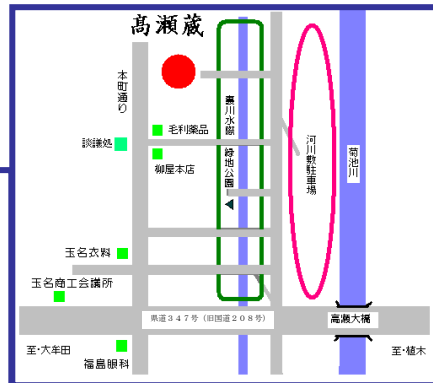 高瀬蔵
本町通り
談議処
毛利薬品
柳屋本店
裏川水際 緑地公園
河川敷駐車場
菊池川
玉名衣料
玉名商工会議所
県道347号（旧国道208号）
高瀬大橋
至・大牟田
至・植木
福島眼科